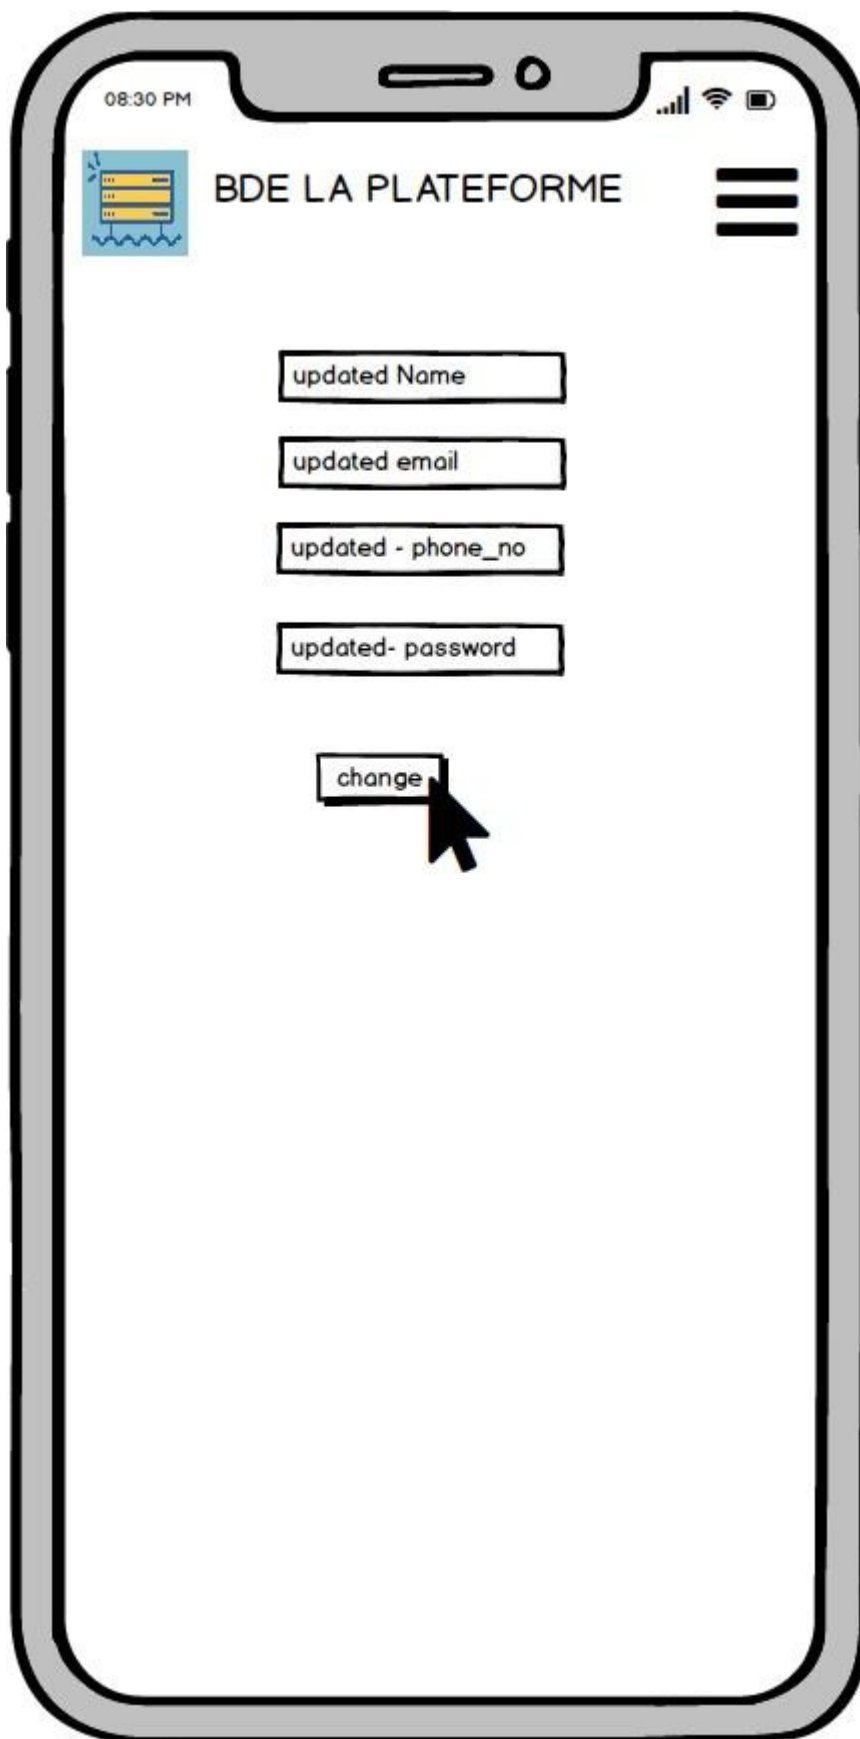 08:30 PM
BDE LA PLATEFORME
updated Name
updated email
updated - phone_no
updated- password
change